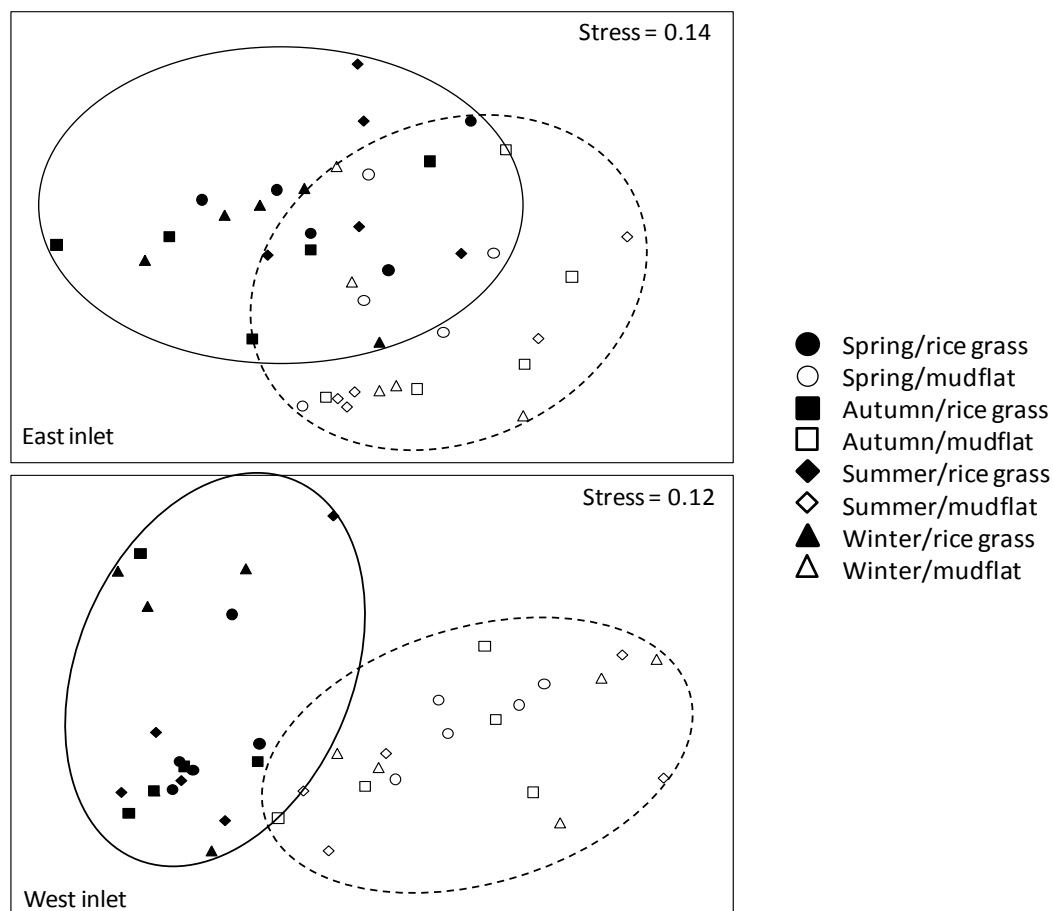 Stress = 0.14
East inlet
Stress = 0.12
West inlet
Spring/rice grass
Spring/mudflat
Autumn/rice grass
Autumn/mudflat
Summer/rice grass
Summer/mudflat
Winter/rice grass
Winter/mudflat